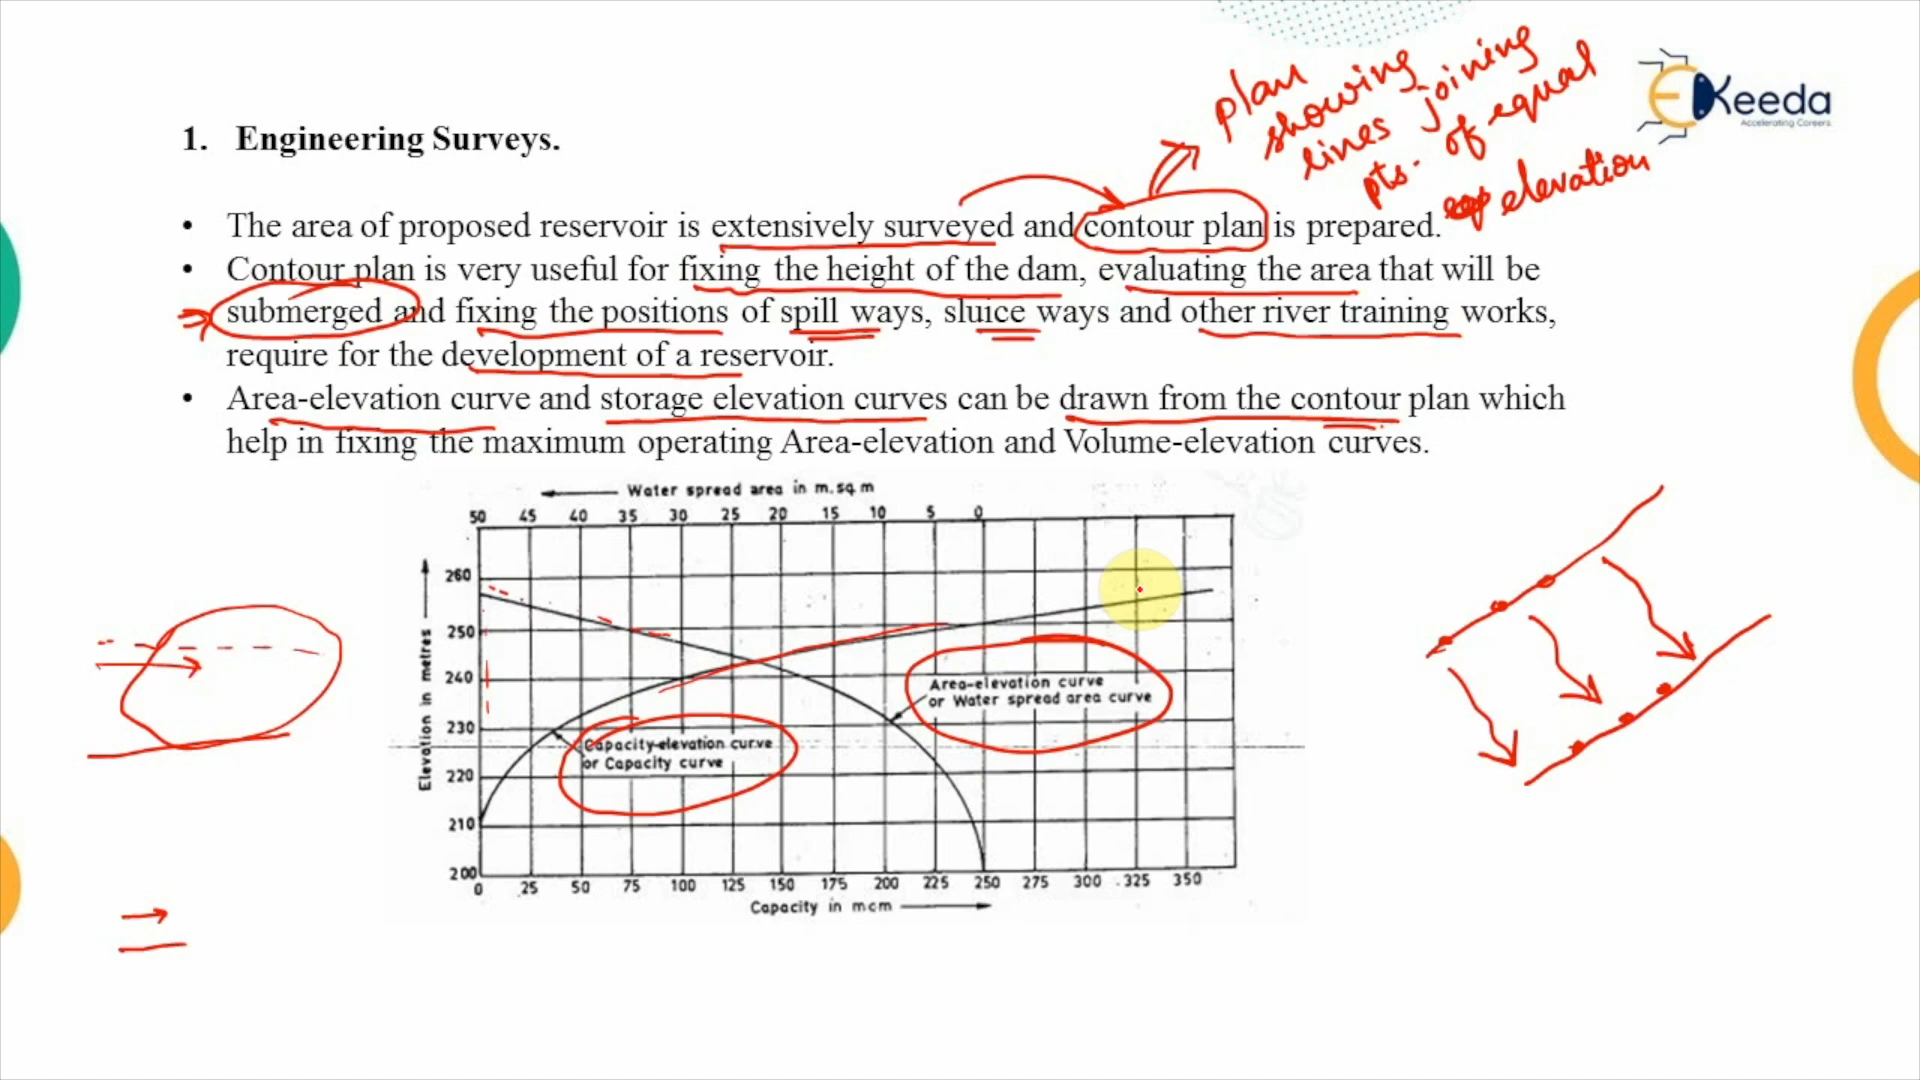 plan
showing
lines joining
pts. of equal
elevation
Keeda
Accelerating Careers
1. Engineering Surveys.
• The area of proposed reservoir is extensively surveyed and contour plan is prepared.
• Contour plan is very useful for fixing the height of the dam, evaluating the area that will be
submerged and fixing the positions of spill ways, sluice ways and other river training works,
require for the development of a reservoir.
• Area-elevation curve and storage elevation curves can be drawn from the contour plan which
help in fixing the maximum operating Area-elevation and Volume-elevation curves.
Water spread area in m.sq.m
50 45 40 35 30 25 20 15 10 5 0
Elevation in metres
260
250
240
230
220
210
200
Area-elevation curve
or Water spread area curve
Capacity-elevation curve
or Capacity curve
0 25 50 75 100 125 150 175 200 225 250 275 300 .325 350
Capacity in mcm